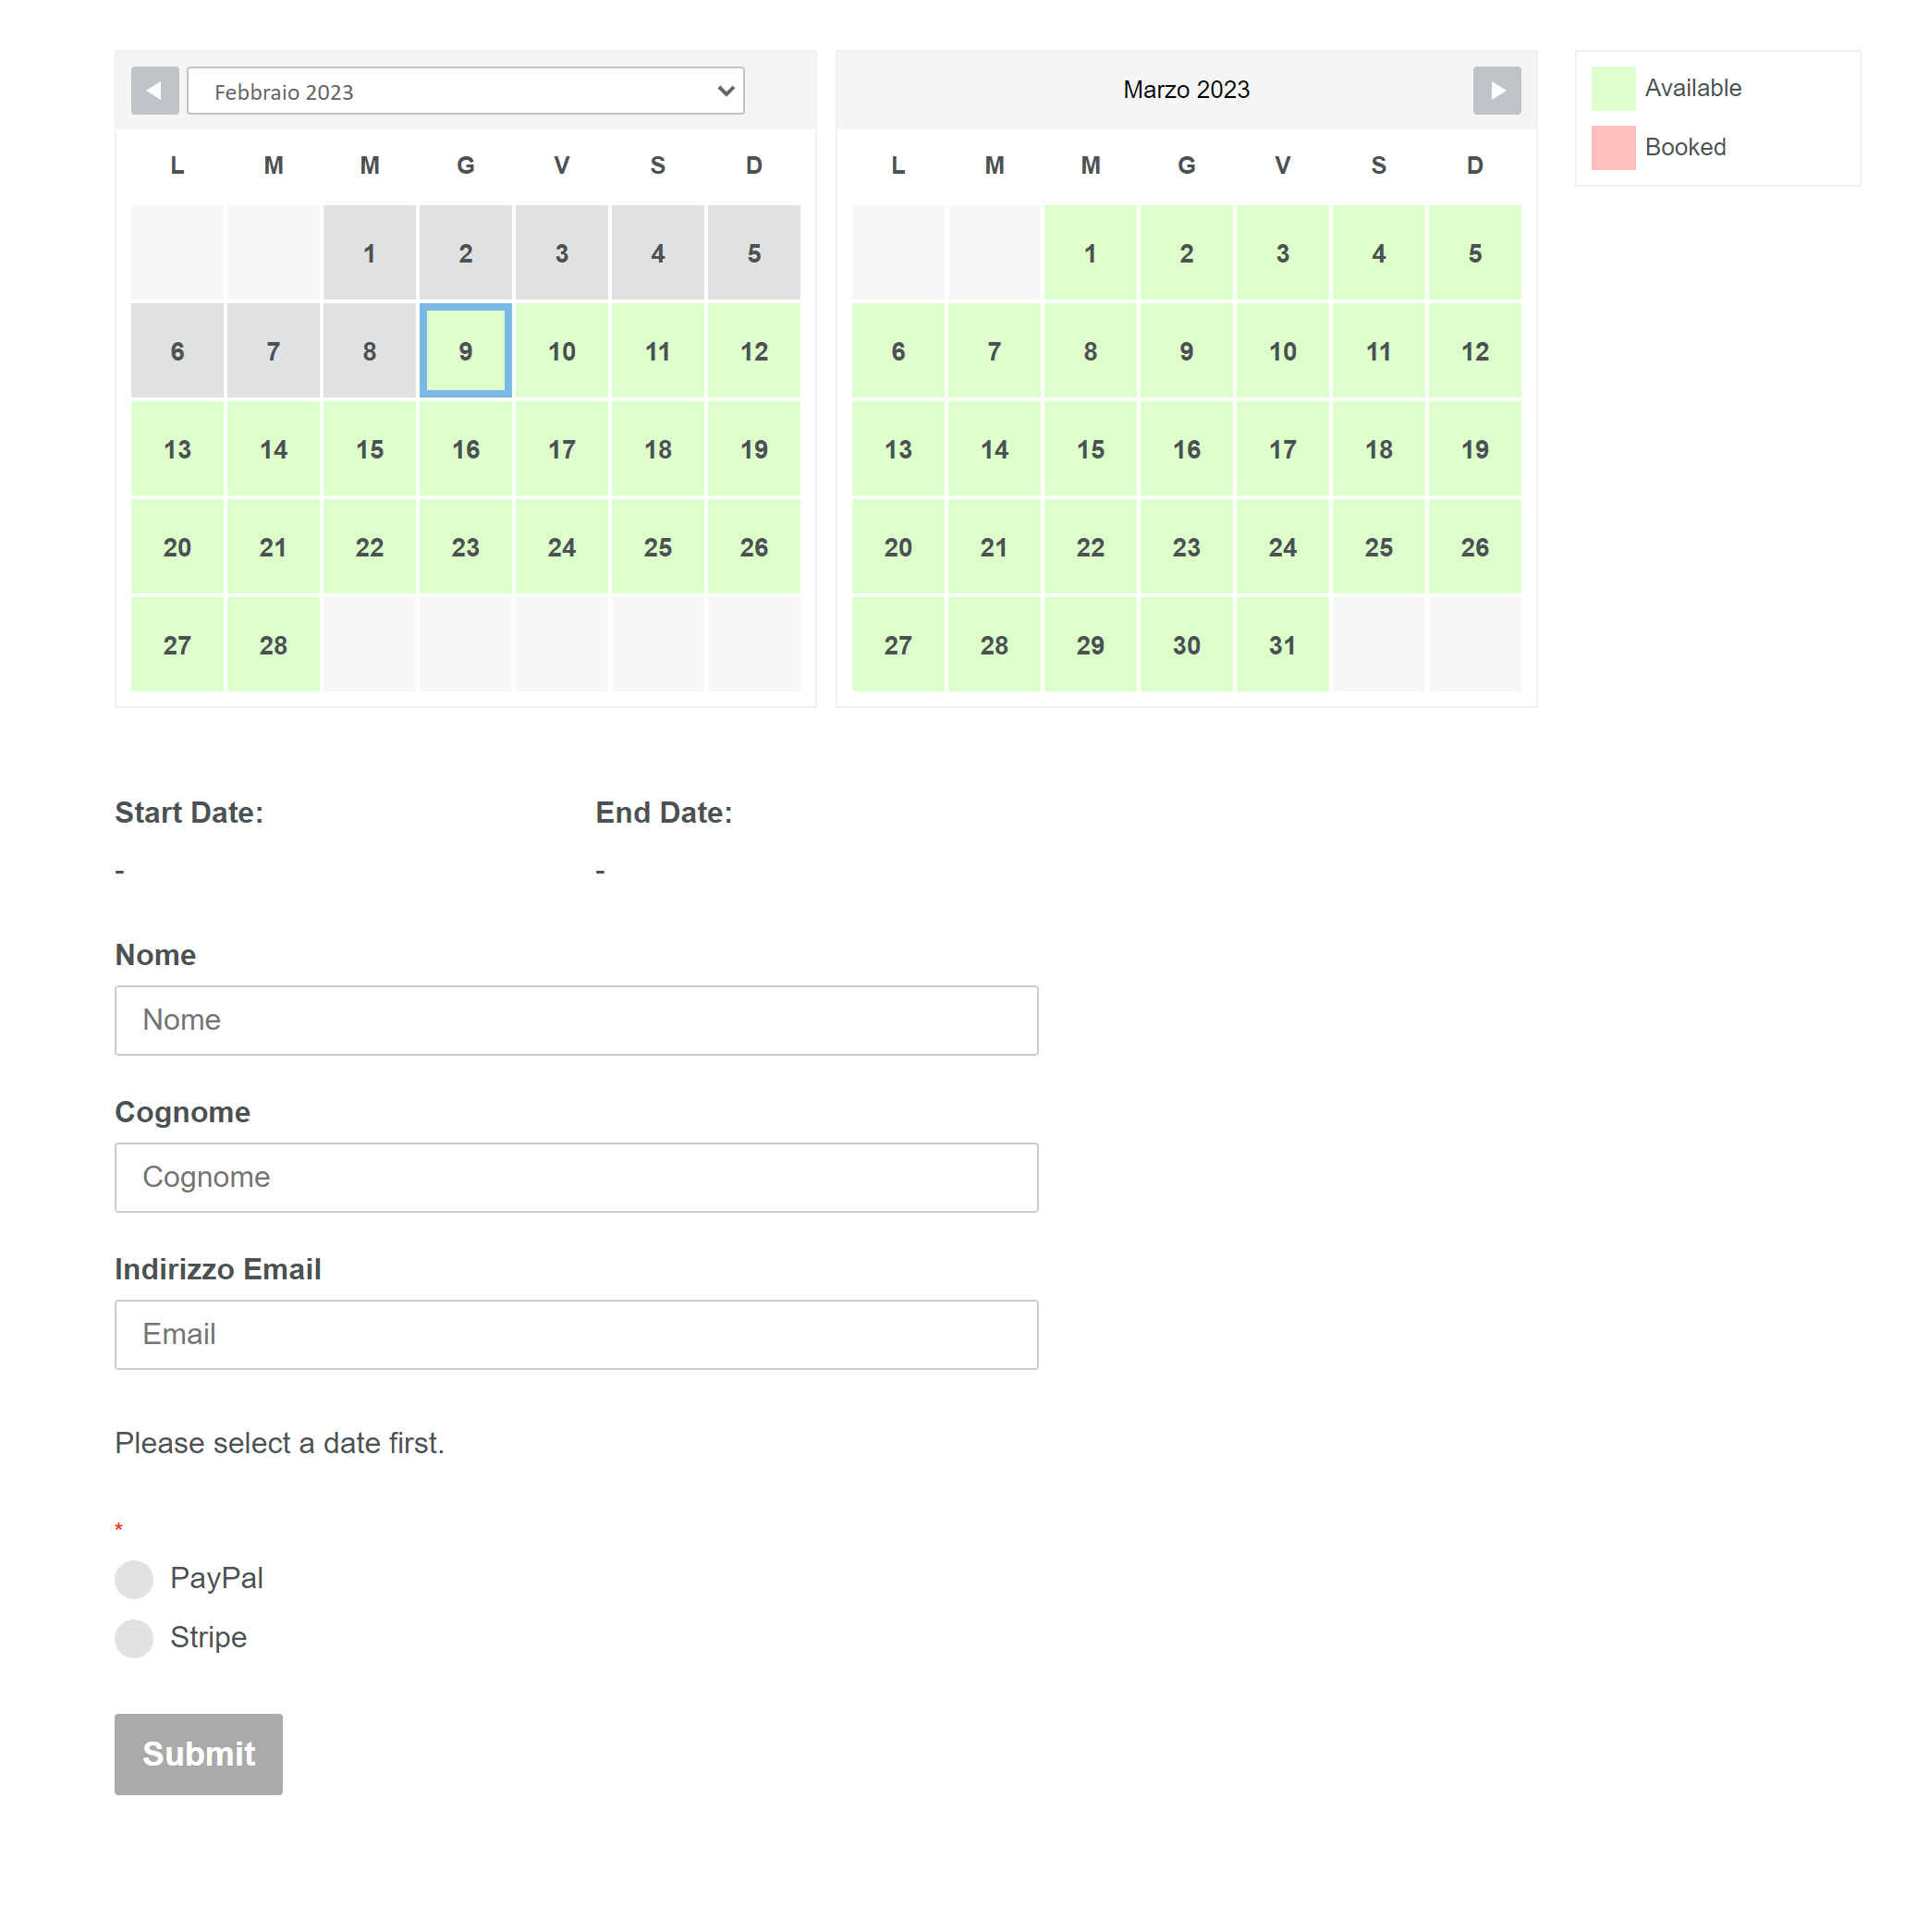 Febbraio 2023
L M M G V S D
1 2 3 4 5
6 7 8 9 10 11 12
13 14 15 16 17 18 19
20 21 22 23 24 25 26
27 28
Marzo 2023
L M M G V S D
1 2 3 4 5
6 7 8 9 10 11 12
13 14 15 16 17 18 19
20 21 22 23 24 25 26
27 28 29 30 31
Available
Booked
Start Date:
-
End Date:
-
Nome
Nome
Cognome
Cognome
Indirizzo Email
Email
Please select a date first.
*
PayPal
Stripe
Submit